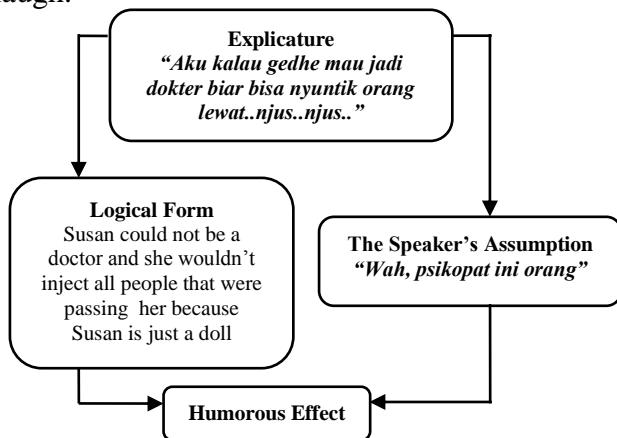 augh.
Explicature
“Aku kalau gedhe mau jadi
dokter biar bisa nyuntik orang
lewat..njus..njus..”
Logical Form
Susan could not be a
doctor and she wouldn’t
inject all people that were
passing her because
Susan is just a doll
The Speaker’s Assumption
“Wah, psikopat ini orang”
Humorous Effect